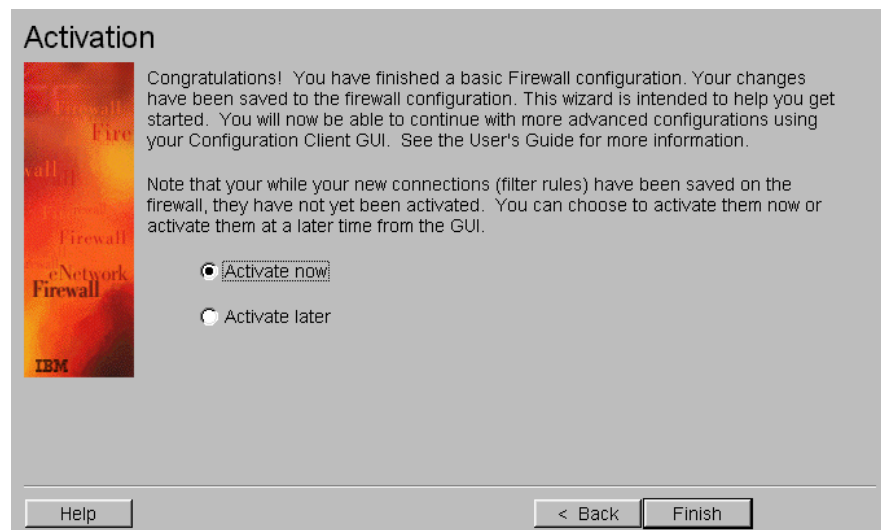 Activation
Congratulations!  You have finished a basic Firewall configuration. Your changes
have been saved to the firewall configuration. This wizard is intended to help you get
started.  You will now be able to continue with more advanced configurations using
your Configuration Client GUI.  See the User's Guide for more information.
Note that your while your new connections (filter rules) have been saved on the
firewall, they have not yet been activated.  You can choose to activate them now or
activate them at a later time from the GUI.
Firewall
Fire
wall
Firewall
eNetwork
Firewall
IBM
Activate now
Activate later
Help
< Back
Finish